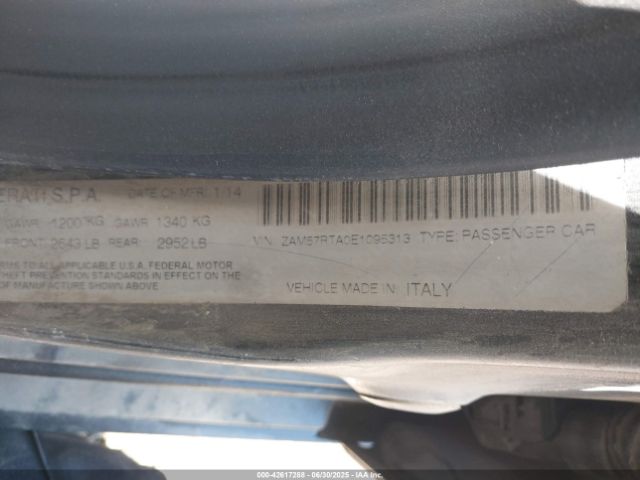 ERATI S.P.A. DATE OF MFR: 1/14
GAWR 1200 KG GAWR 1340 KG
FRONT 2643 LB REAR: 2952 LB
VIN: ZAM57RTA0E1095313 TYPE: PASSENGER CAR
RMS TO ALL APPLICABLE U.S.A. FEDERAL MOTOR
THEFT PREVENTION STANDARDS IN EFFECT ON THE
OF MANUFACTURE SHOWN ABOVE
VEHICLE MADE IN: ITALY
000-42617288 - 06/30/2025 - IAA Inc.